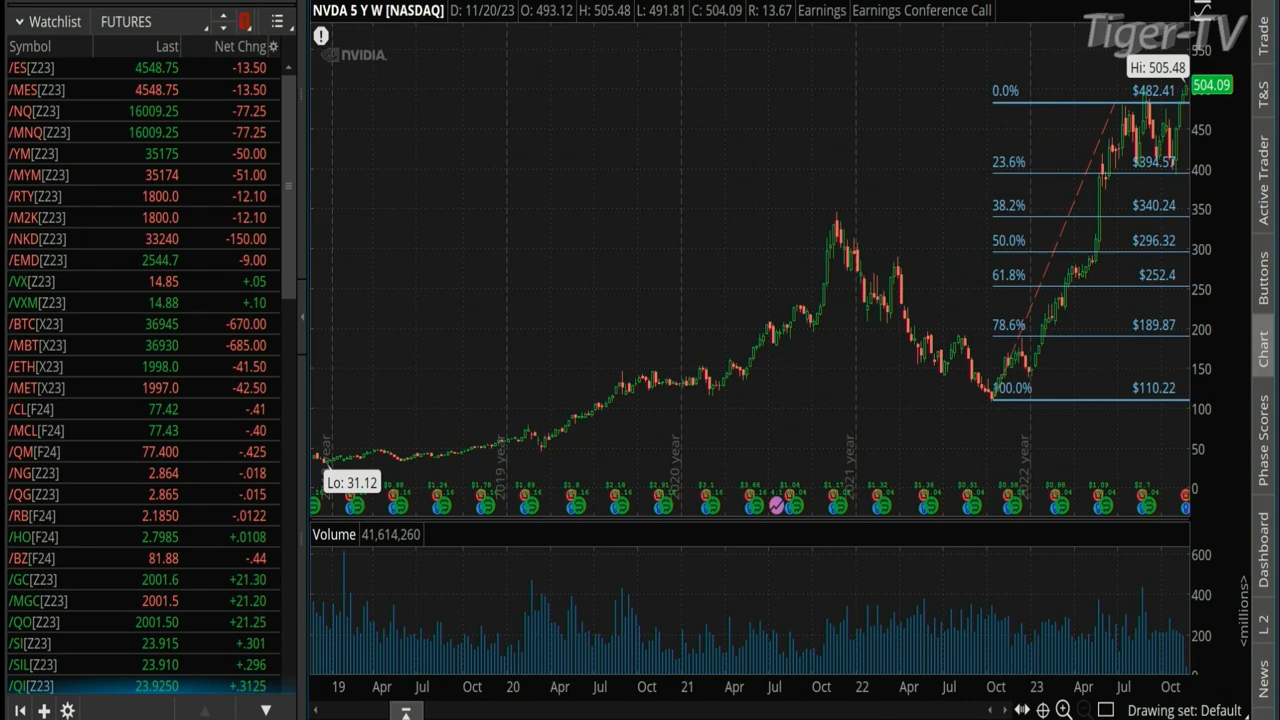 Watchlist FUTURES
Symbol Last Net Chng
/ES[Z23] 4548.75 -13.50
/MES[Z23] 4548.75 -13.50
/NQ[Z23] 16009.25 -77.25
/MNQ[Z23] 16009.25 -77.25
/YM[Z23] 35175 -50.00
/MYM[Z23] 35174 -51.00
/RTY[Z23] 1800.0 -12.10
/M2K[Z23] 1800.0 -12.10
/NKD[Z23] 33240 -150.00
/EMD[Z23] 2544.7 -9.00
/VX[Z23] 14.85 +.05
/VXM[Z23] 14.88 +.10
/BTC[X23] 36945 -670.00
/MBT[X23] 36930 -685.00
/ETH[X23] 1998.0 -41.50
/MET[X23] 1997.0 -42.50
/CL[F24] 77.42 -.41
/MCL[F24] 77.43 -.40
/QM[F24] 77.400 -.425
/NG[Z23] 2.864 -.018
/QG[Z23] 2.865 -.015
/RB[F24] 2.1850 -.0122
/HO[F24] 2.7985 +.0108
/BZ[F24] 81.88 -.44
/GC[Z23] 2001.6 +21.30
/MGC[Z23] 2001.5 +21.20
/QO[Z23] 2001.50 +21.25
/SI[Z23] 23.915 +.301
/SIL[Z23] 23.910 +.296
/QI[Z23] 23.9250 +.3125
NVDA 5 Y W [NASDAQ] D: 11/20/23 O: 493.12 H: 505.48 L: 491.81 C: 504.09 R: 13.67 Earnings Earnings Conference Call
Tiger-TV
NVIDIA.
Hi: 505.48
504.09
0.0% $482.41
450
23.6% $394.57
400
38.2% $340.24
350
50.0% $296.32
300
61.8% $252.4
250
200
78.6% $189.87
150
100.0% $110.22
100
50
0
Lo: 31.12
2019 year
2020 year
2021 year
2022 year
Volume 41,614,260
600
400
200
<millions>
19 Apr Jul Oct 20 Apr Jul Oct 21 Apr Jul Oct 22 Apr Jul Oct 23 Apr Jul Oct
Drawing set: Default
Trade
T&S
Active Trader
Buttons
Chart
Phase Scores
Dashboard
L 2
News